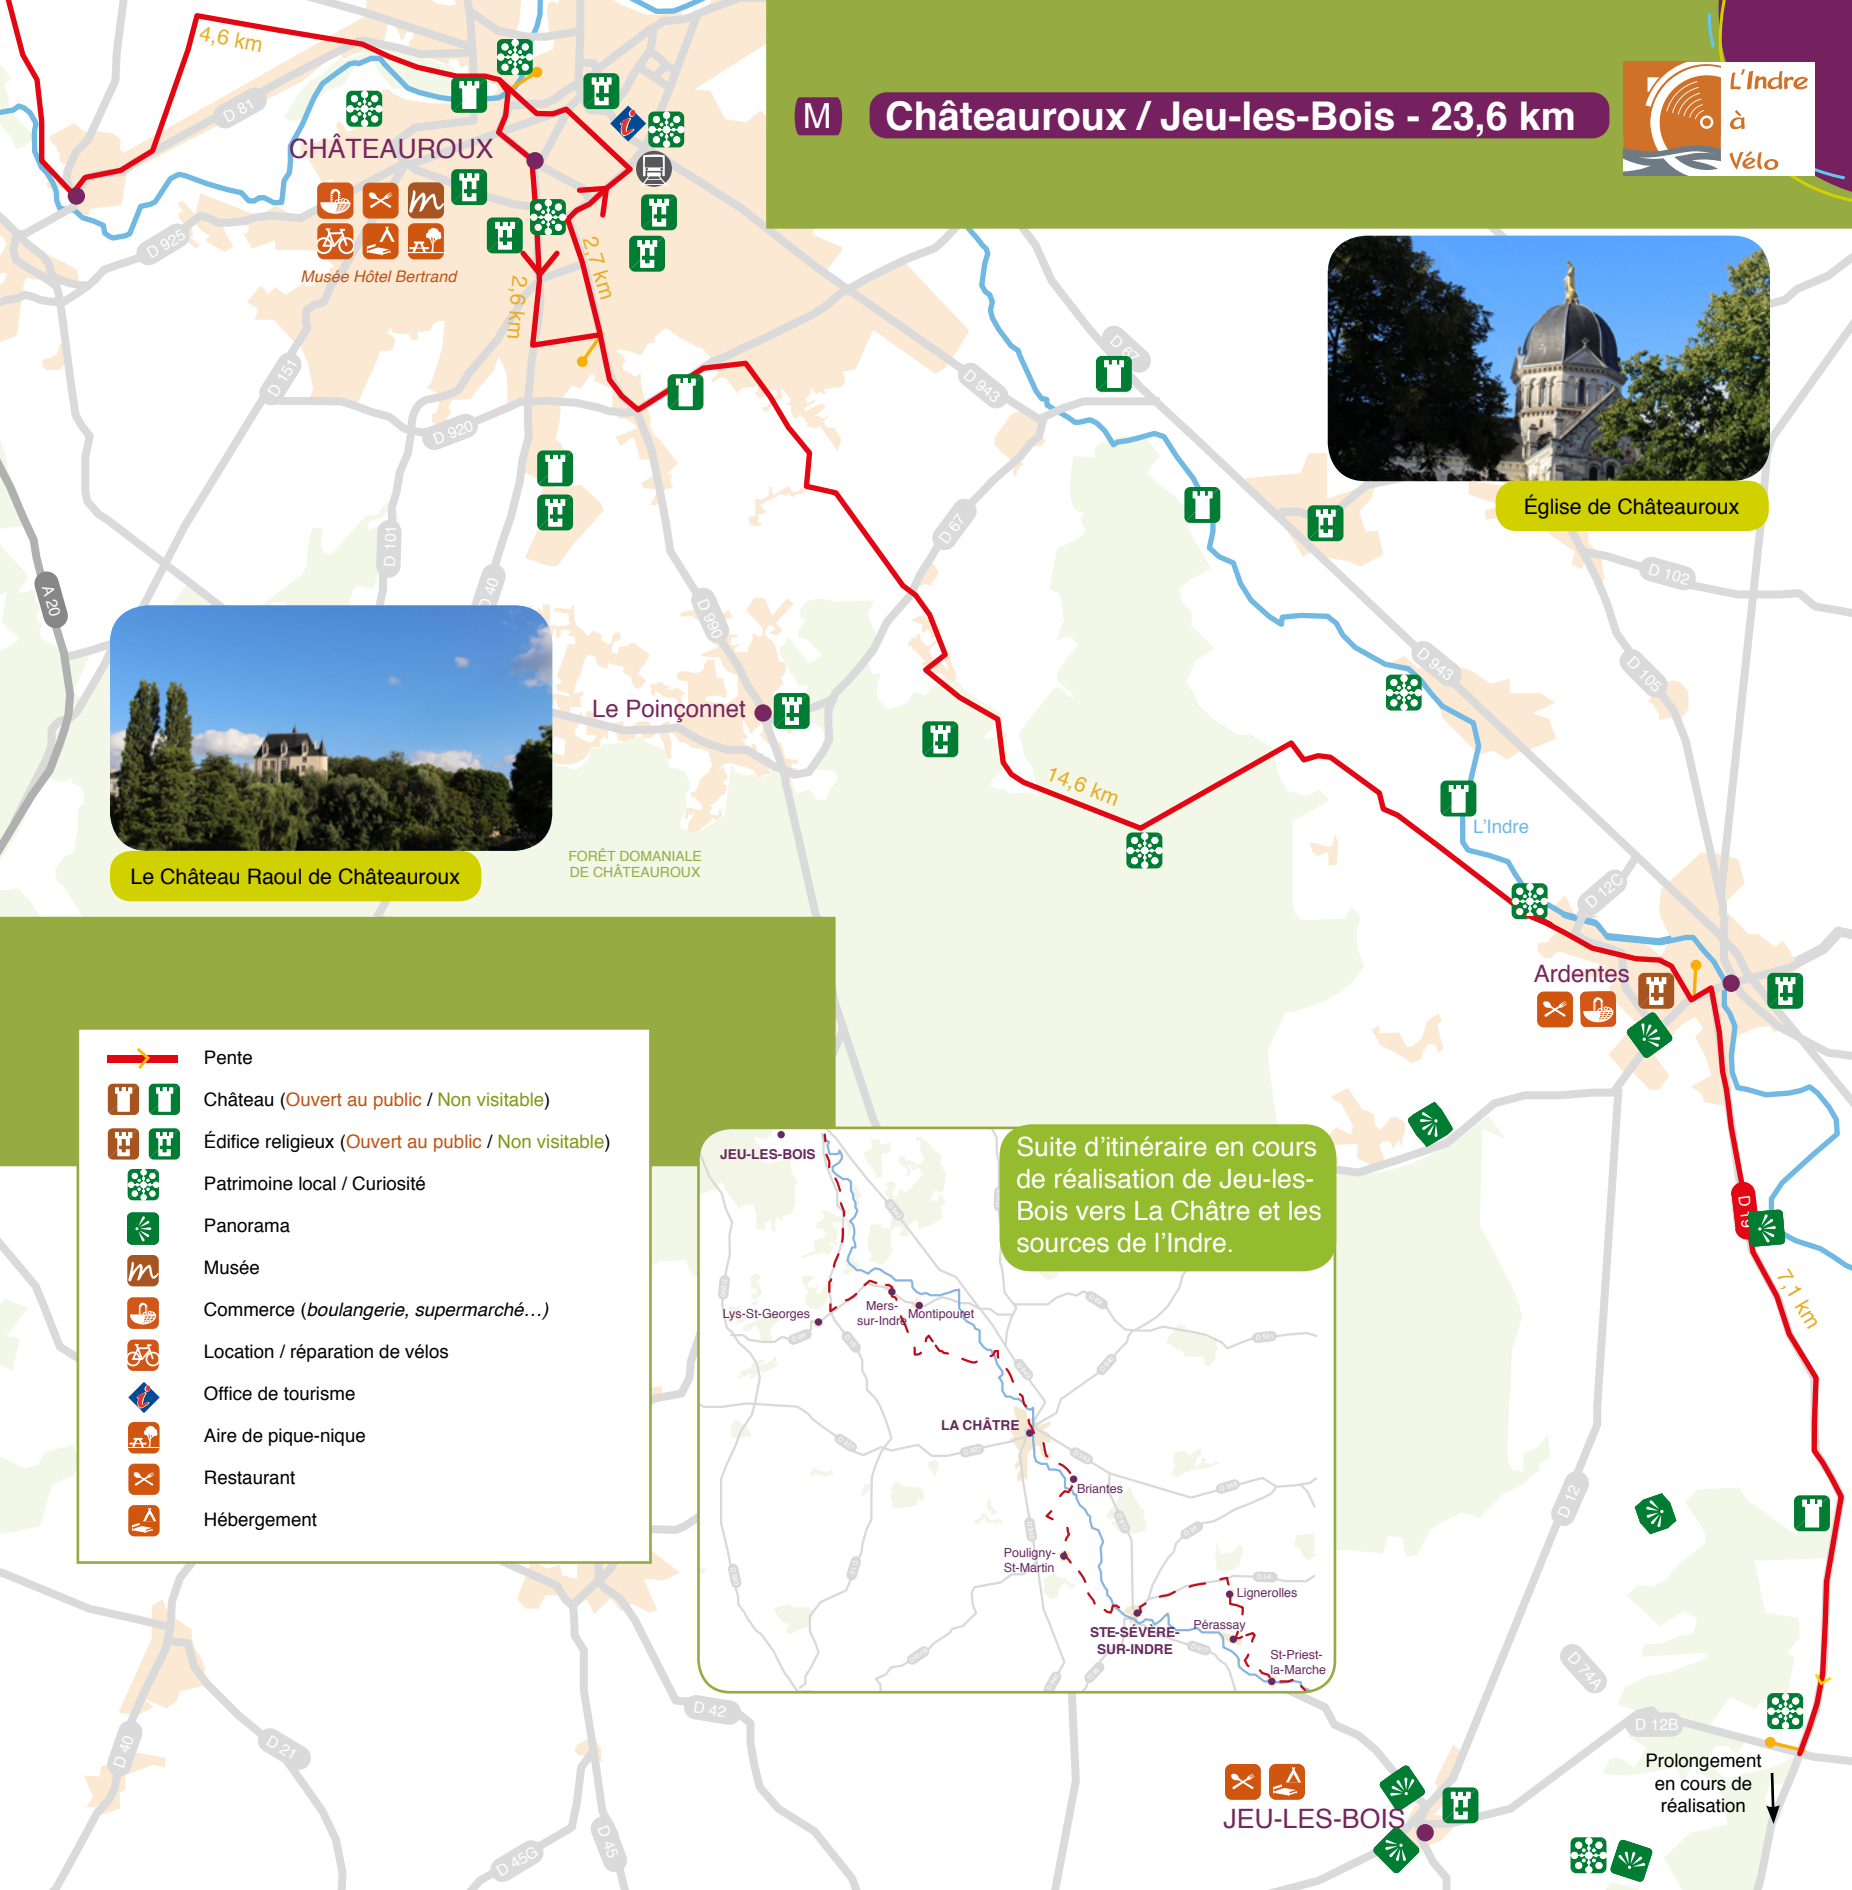 M
Châteauroux / Jeu-les-Bois - 23,6 km
L'Indre
à
Vélo
4,6 km
D 81
CHÂTEAUROUX
D 925
Musée Hôtel Bertrand
2,7 km
2,6 km
D 151
D 920
D 67
D 943
Église de Châteauroux
D 101
D 40
D 67
D 102
A 20
D 990
D 943
D 105
Le Poinçonnet
14,6 km
L'Indre
FORÊT DOMANIALE
DE CHÂTEAUROUX
Le Château Raoul de Châteauroux
D 12C
Ardentes
Pente
Château (Ouvert au public / Non visitable)
Édifice religieux (Ouvert au public / Non visitable)
Patrimoine local / Curiosité
Panorama
Musée
Commerce (boulangerie, supermarché…)
Location / réparation de vélos
Office de tourisme
Aire de pique-nique
Restaurant
Hébergement
Suite d'itinéraire en cours
de réalisation de Jeu-les-
Bois vers La Châtre et les
sources de l'Indre.
JEU-LES-BOIS
Lys-St-Georges
Mers-
sur-Indre
Montipouret
LA CHÂTRE
Briantes
Pouligny-
St-Martin
Lignerolles
Pérassay
STE-SÉVÈRE-
SUR-INDRE
St-Priest-
la-Marche
D 19
7,1 km
D 12
D 74A
D 12B
D 42
D 40
D 21
D 45
D 45G
Prolongement
en cours de
réalisation
JEU-LES-BOIS